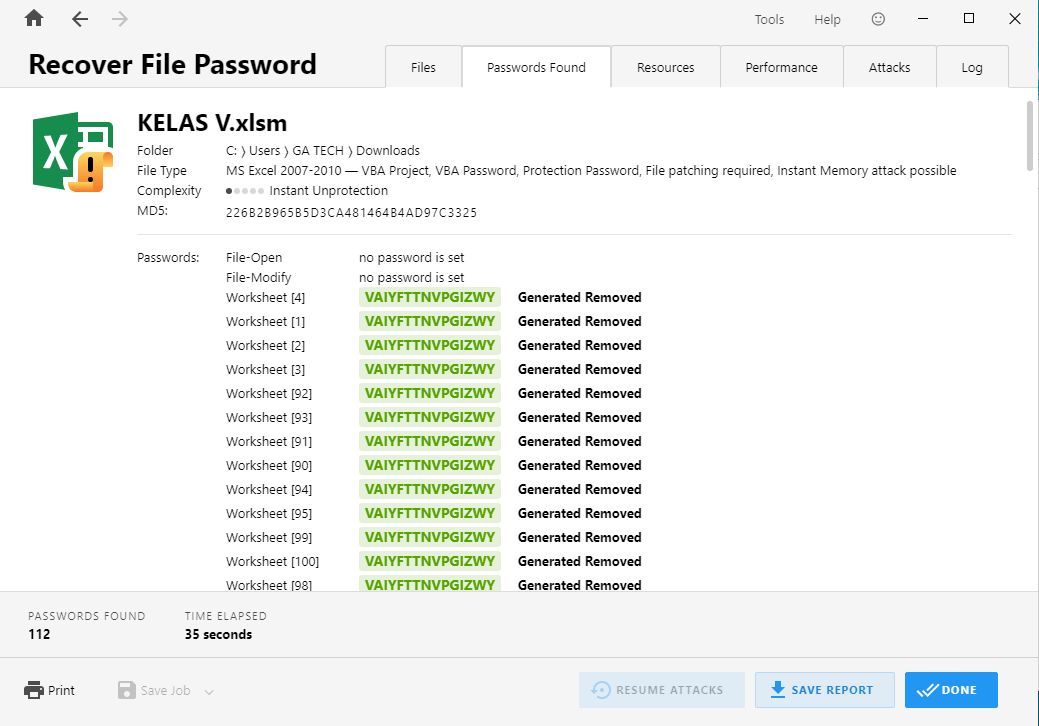 Tools Help
Recover File Password
Files Passwords Found Resources Performance Attacks Log
KELAS V.xlsm
Folder C: ⟩ Users ⟩ GA TECH ⟩ Downloads
File Type MS Excel 2007-2010 — VBA Project, VBA Password, Protection Password, File patching required, Instant Memory attack possible
Complexity Instant Unprotection
MD5: 226B2B965B5D3CA481464B4AD97C3325
Passwords: File-Open no password is set
File-Modify no password is set
Worksheet [4] VAIYFTTNVPGIZWY Generated Removed
Worksheet [1] VAIYFTTNVPGIZWY Generated Removed
Worksheet [2] VAIYFTTNVPGIZWY Generated Removed
Worksheet [3] VAIYFTTNVPGIZWY Generated Removed
Worksheet [92] VAIYFTTNVPGIZWY Generated Removed
Worksheet [93] VAIYFTTNVPGIZWY Generated Removed
Worksheet [91] VAIYFTTNVPGIZWY Generated Removed
Worksheet [90] VAIYFTTNVPGIZWY Generated Removed
Worksheet [94] VAIYFTTNVPGIZWY Generated Removed
Worksheet [95] VAIYFTTNVPGIZWY Generated Removed
Worksheet [99] VAIYFTTNVPGIZWY Generated Removed
Worksheet [100] VAIYFTTNVPGIZWY Generated Removed
Worksheet [98] VAIYFTTNVPGIZWY Generated Removed
PASSWORDS FOUND TIME ELAPSED
112 35 seconds
Print Save Job RESUME ATTACKS SAVE REPORT DONE